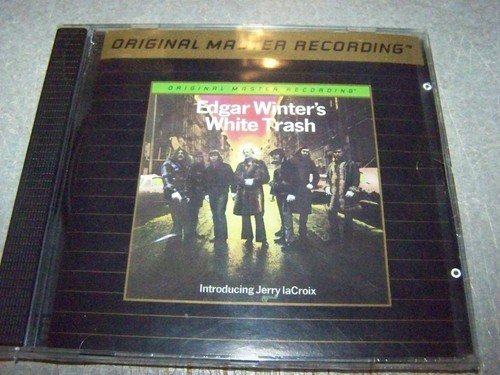 ORIGINAL MASTER RECORDING™
ORIGINAL MASTER RECORDING™
Edgar Winter's
White Trash
Introducing Jerry laCroix